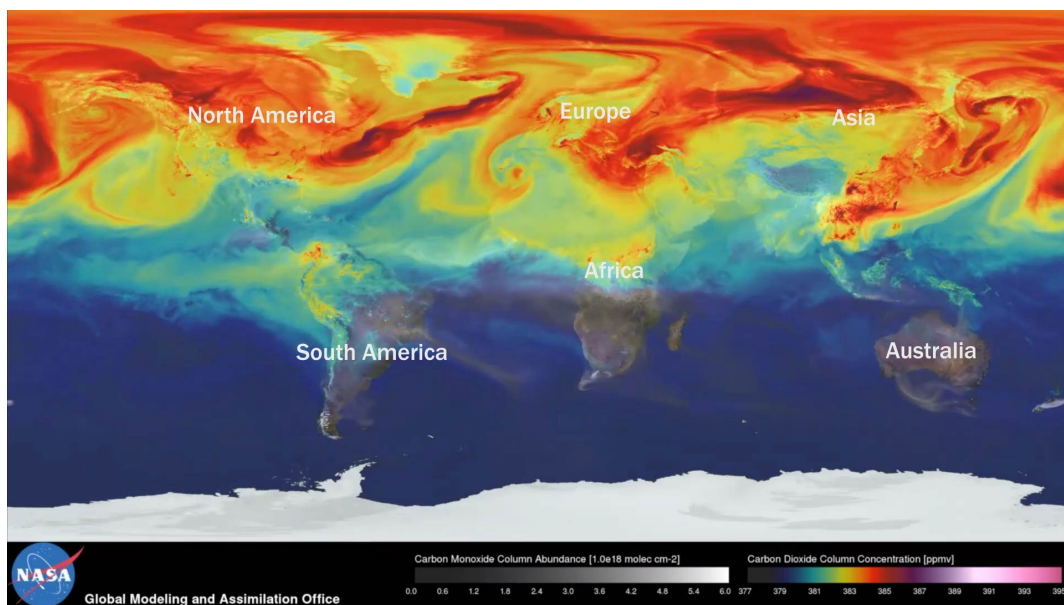 North America
Europe
Asia
Africa
South America
Australia
NASA
Global Modeling and Assimilation Office
Carbon Monoxide Column Abundance [1.0e18 molec cm-2]
0.0 0.6 1.2 1.8 2.4 3.0 3.6 4.2 4.8 5.4 6.0
Carbon Dioxide Column Concentration [ppmv]
377 379 381 383 385 387 389 391 393